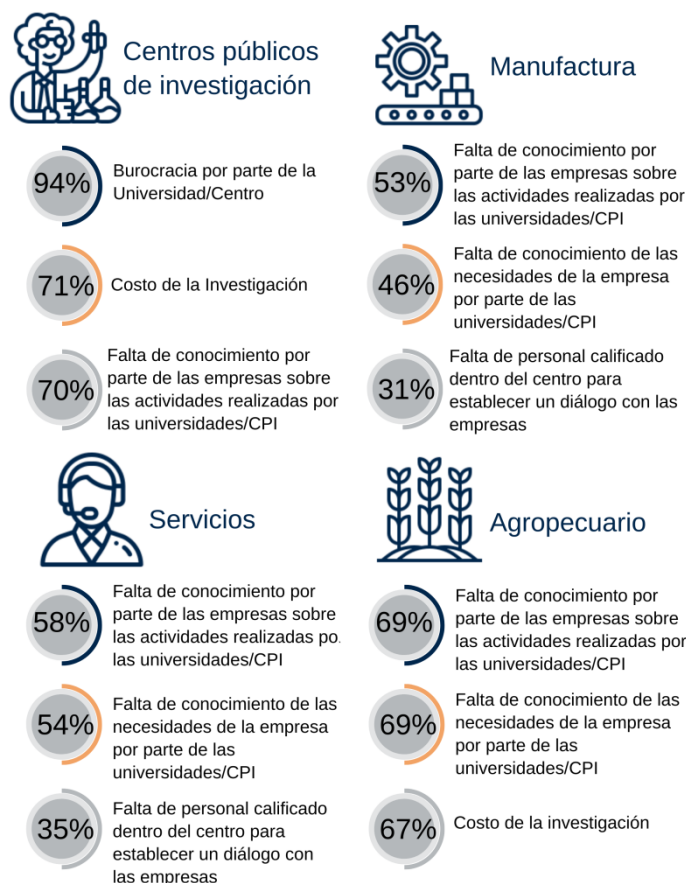 Centros públicos
de investigación
94%
Burocracia por parte de la
Universidad/Centro
71%
Costo de la Investigación
70%
Falta de conocimiento por
parte de las empresas sobre
las actividades realizadas por
las universidades/CPI
Manufactura
53%
Falta de conocimiento por
parte de las empresas sobre
las actividades realizadas por
las universidades/CPI
46%
Falta de conocimiento de las
necesidades de la empresa
por parte de las
universidades/CPI
31%
Falta de personal calificado
dentro del centro para
establecer un diálogo con las
empresas
Servicios
58%
Falta de conocimiento por
parte de las empresas sobre
las actividades realizadas po
las universidades/CPI
54%
Falta de conocimiento de las
necesidades de la empresa
por parte de las
universidades/CPI
35%
Falta de personal calificado
dentro del centro para
establecer un diálogo con
las empresas
Agropecuario
69%
Falta de conocimiento por
parte de las empresas sobre
las actividades realizadas por
las universidades/CPI
69%
Falta de conocimiento de las
necesidades de la empresa
por parte de las
universidades/CPI
67%
Costo de la investigación